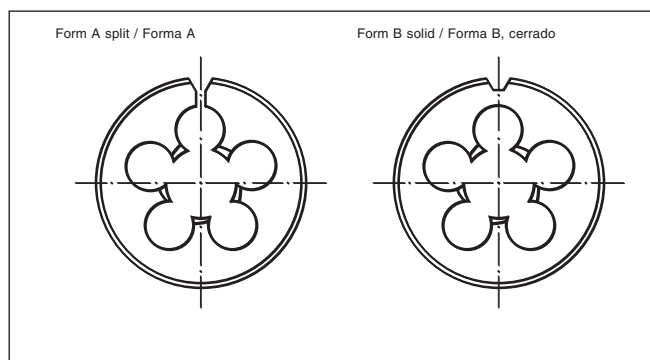 Form A split / Forma A
Form B solid / Forma B, cerrado